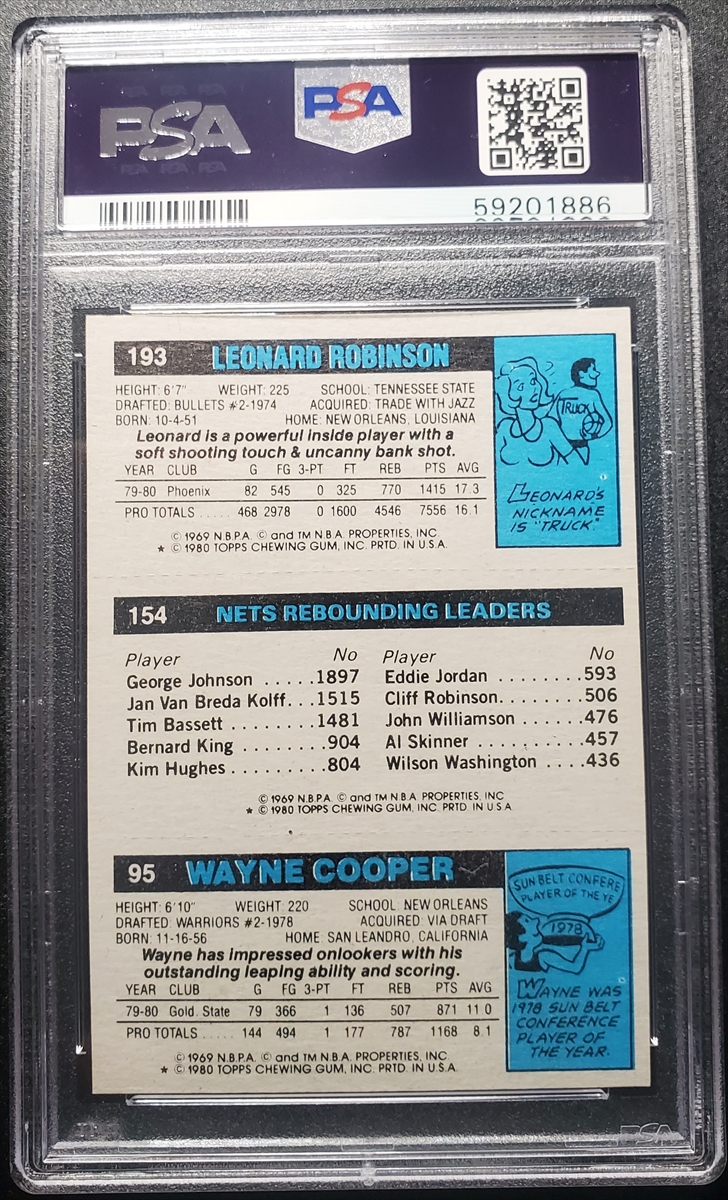 PSA
PSA
59201886
193 LEONARD ROBINSON
HEIGHT: 6'7" WEIGHT: 225 SCHOOL: TENNESSEE STATE
DRAFTED: BULLETS #2-1974 ACQUIRED: TRADE WITH JAZZ
BORN: 10-4-51 HOME: NEW ORLEANS, LOUISIANA
Leonard is a powerful inside player with a
soft shooting touch & uncanny bank shot.
YEAR CLUB G FG 3-PT FT REB PTS AVG
79-80 Phoenix 82 545 0 325 770 1415 17.3
PRO TOTALS ..... 468 2978 0 1600 4546 7556 16.1
© 1969 N.B.P.A. © and TM N.B.A. PROPERTIES, INC.
★ © 1980 TOPPS CHEWING GUM, INC. PRTD. IN U.S.A.
TRUCK
LEONARD'S
NICKNAME
IS "TRUCK."
154 NETS REBOUNDING LEADERS
Player No Player No
George Johnson .....1897 Eddie Jordan ........593
Jan Van Breda Kolff...1515 Cliff Robinson........506
Tim Bassett ........1481 John Williamson ......476
Bernard King ........904 Al Skinner .........457
Kim Hughes.........804 Wilson Washington ....436
© 1969 N.B.P.A. © and TM N.B.A. PROPERTIES, INC
★ © 1980 TOPPS CHEWING GUM, INC. PRTD. IN U.S.A.
95 WAYNE COOPER
HEIGHT: 6'10" WEIGHT: 220 SCHOOL: NEW ORLEANS
DRAFTED: WARRIORS #2-1978 ACQUIRED: VIA DRAFT
BORN: 11-16-56 HOME: SAN LEANDRO, CALIFORNIA
Wayne has impressed onlookers with his
outstanding leaping ability and scoring.
YEAR CLUB G FG 3-PT FT REB PTS AVG
79-80 Gold. State 79 366 1 136 507 871 11.0
PRO TOTALS ..... 144 494 1 177 787 1168 8.1
© 1969 N.B.P.A. © and TM N.B.A. PROPERTIES, INC.
★ © 1980 TOPPS CHEWING GUM, INC. PRTD. IN U.S.A.
SUN BELT CONFERE
PLAYER OF THE YE
1978
WAYNE WAS
1978 SUN BELT
CONFERENCE
PLAYER OF
THE YEAR.
PSA